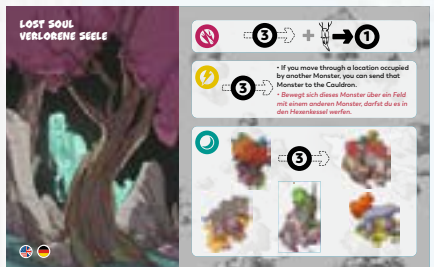 LOST SOUL
VERLORENE SEELE
3
1
3
• If you move through a location occupied
by another Monster, you can send that
Monster to the Cauldron.
• Bewegt sich dieses Monster über ein Feld
mit einem anderen Monster, darfst du es in
den Hexenkessel werfen.
3